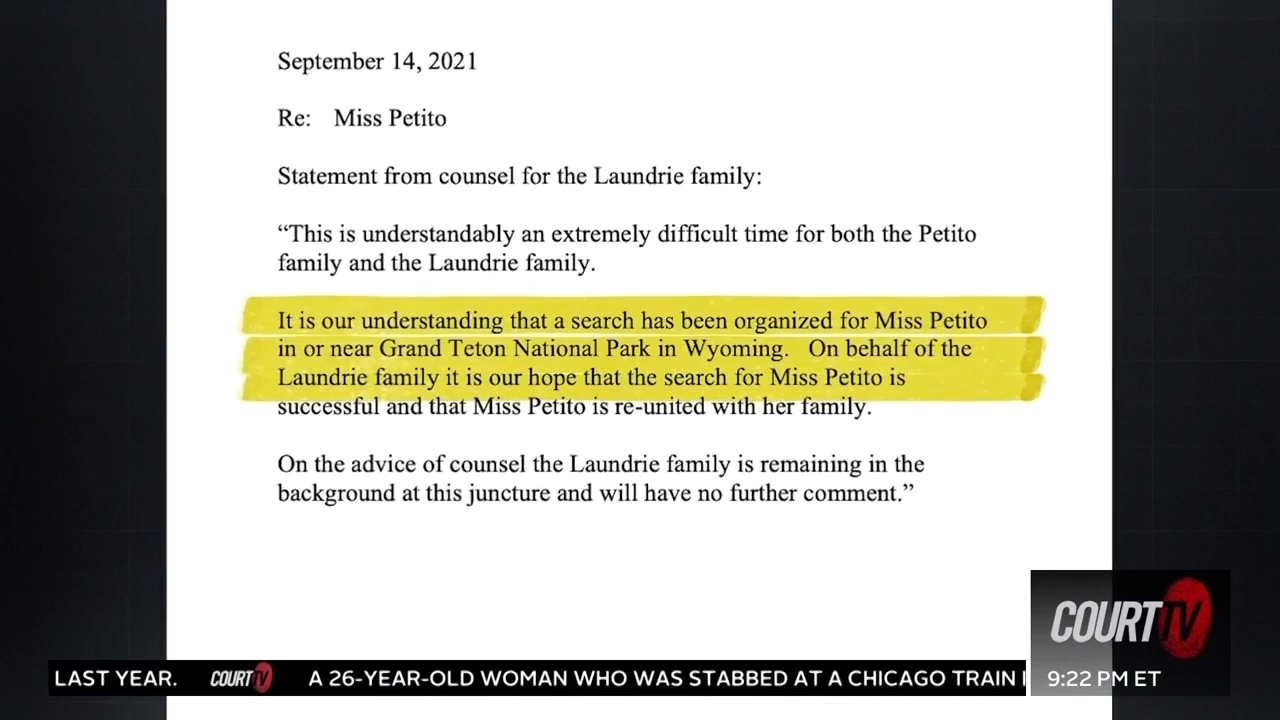 September 14, 2021
Re: Miss Petito
Statement from counsel for the Laundrie family:
“This is understandably an extremely difficult time for both the Petito
family and the Laundrie family.
It is our understanding that a search has been organized for Miss Petito
in or near Grand Teton National Park in Wyoming. On behalf of the
Laundrie family it is our hope that the search for Miss Petito is
successful and that Miss Petito is re-united with her family.
On the advice of counsel the Laundrie family is remaining in the
background at this juncture and will have no further comment.”
COURT TV
LAST YEAR. COURT TV A 26-YEAR-OLD WOMAN WHO WAS STABBED AT A CHICAGO TRAIN
9:22 PM ET